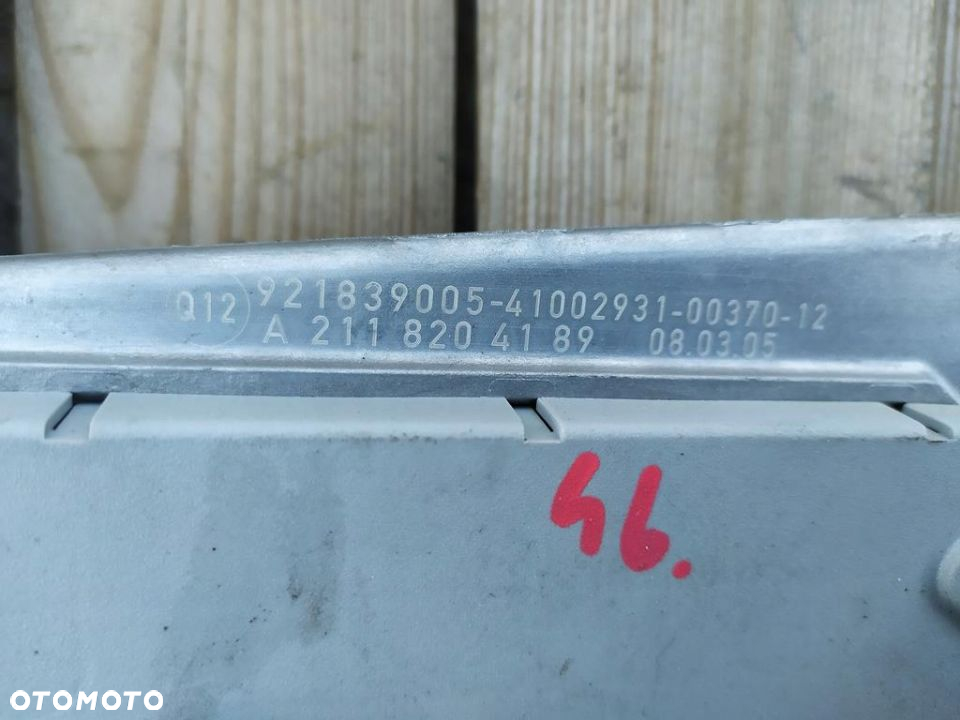 Q12 921839005-41002931-00370-12
A 211 820 41 89 08.03.05
46.
OTOMOTO